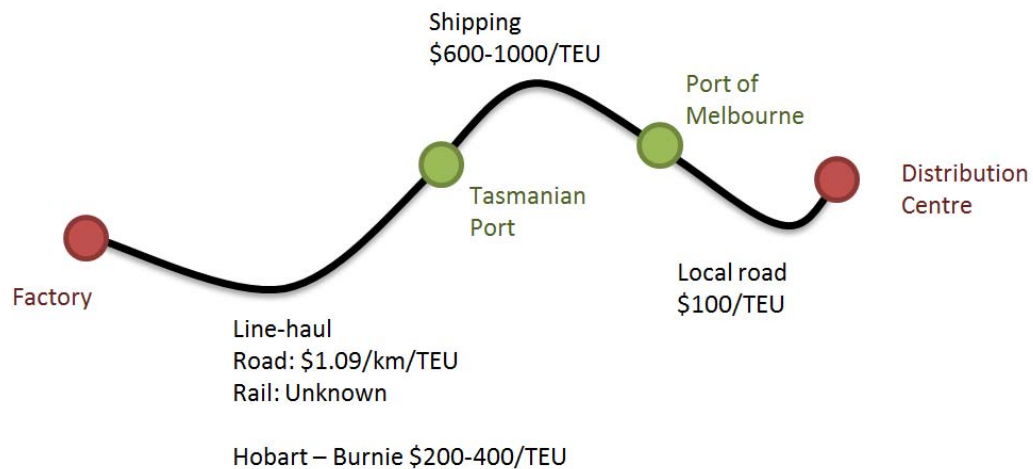 Shipping
$600-1000/TEU
Port of
Melbourne
Tasmanian
Port
Distribution
Centre
Factory
Local road
$100/TEU
Line-haul
Road: $1.09/km/TEU
Rail: Unknown
Hobart – Burnie $200-400/TEU